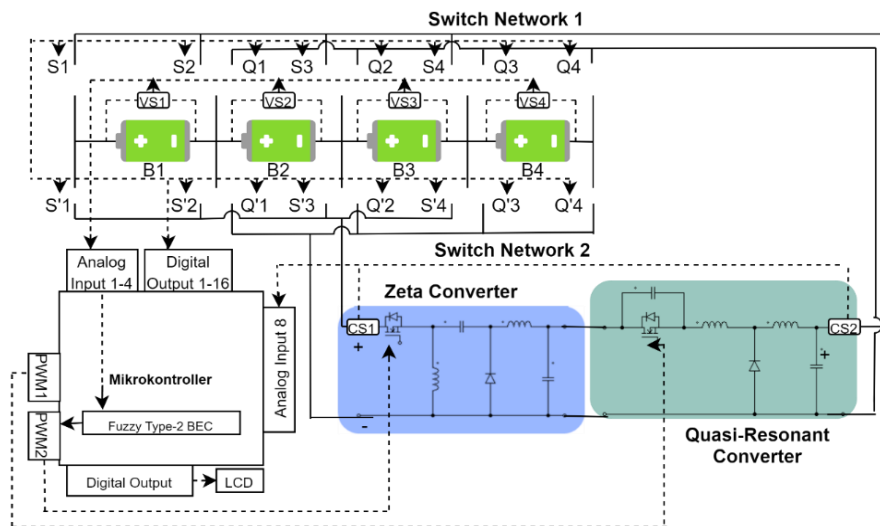 Switch Network 1
S1 S2 Q1 S3 Q2 S4 Q3 Q4
VS1 VS2 VS3 VS4
B1 B2 B3 B4
S'1 S'2 Q'1 S'3 Q'2 S'4 Q'3 Q'4
Switch Network 2
Analog
Input 1-4
Digital
Output 1-16
Zeta Converter
CS1
CS2
+
+
-
Analog Input 8
PWM1
Mikrokontroller
PWM2
Fuzzy Type-2 BEC
Quasi-Resonant
Converter
Digital Output
LCD